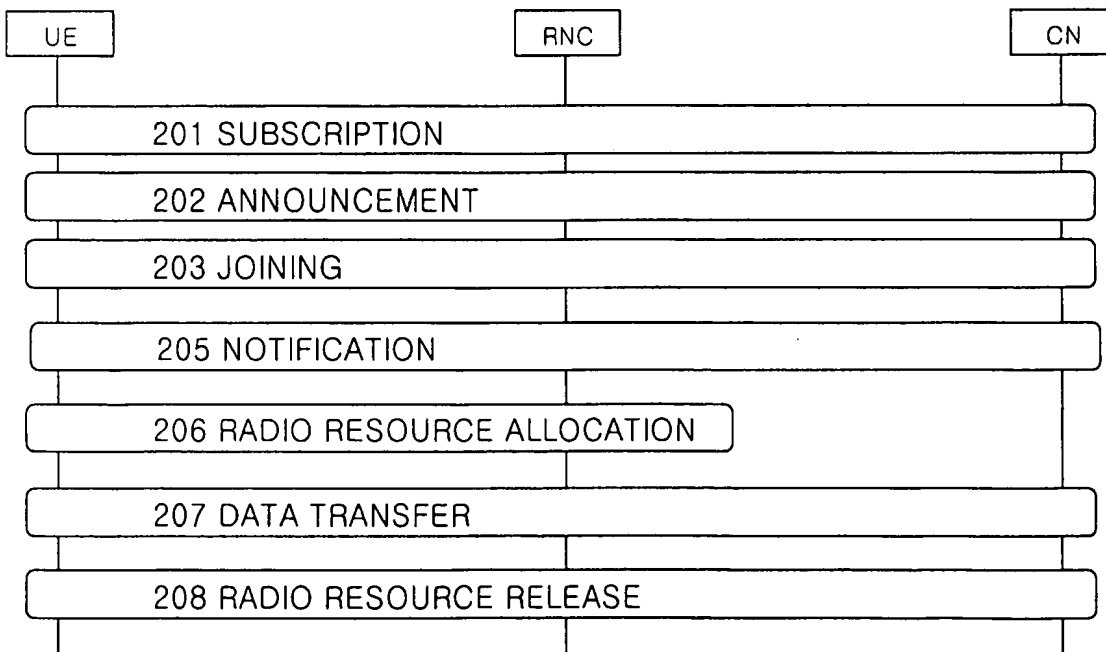 UE RNC CN
201 SUBSCRIPTION
202 ANNOUNCEMENT
203 JOINING
205 NOTIFICATION
206 RADIO RESOURCE ALLOCATION
207 DATA TRANSFER
208 RADIO RESOURCE RELEASE